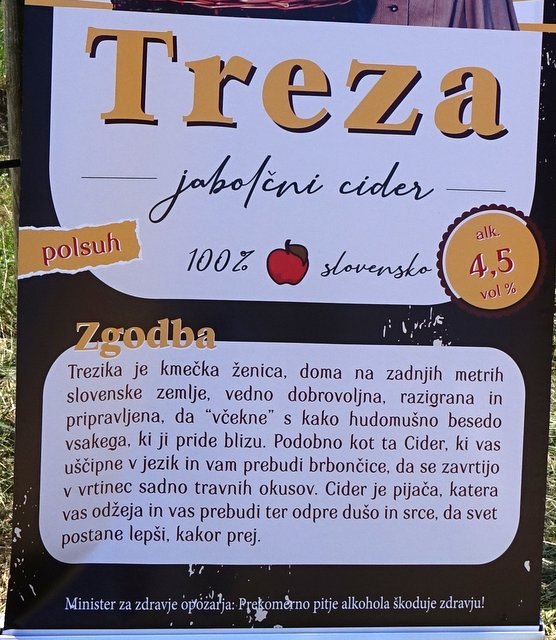 Treza
jabolčni cider
polsuh
100% slovensko
alk.
4,5
vol %
Zgodba
Trezika je kmečka ženica, doma na zadnjih metrih
slovenske zemlje, vedno dobrovoljna, razigrana in
pripravljena, da “včekne” s kako hudomušno besedo
vsakega, ki ji pride blizu. Podobno kot ta Cider, ki vas
uščipne v jezik in vam prebudi brbončice, da se zavrtijo
v vrtinec sadno travnih okusov. Cider je pijača, katera
vas odžeja in vas prebudi ter odpre dušo in srce, da svet
postane lepši, kakor prej.
Minister za zdravje opozarja: Prekomerno pitje alkohola škoduje zdravju!